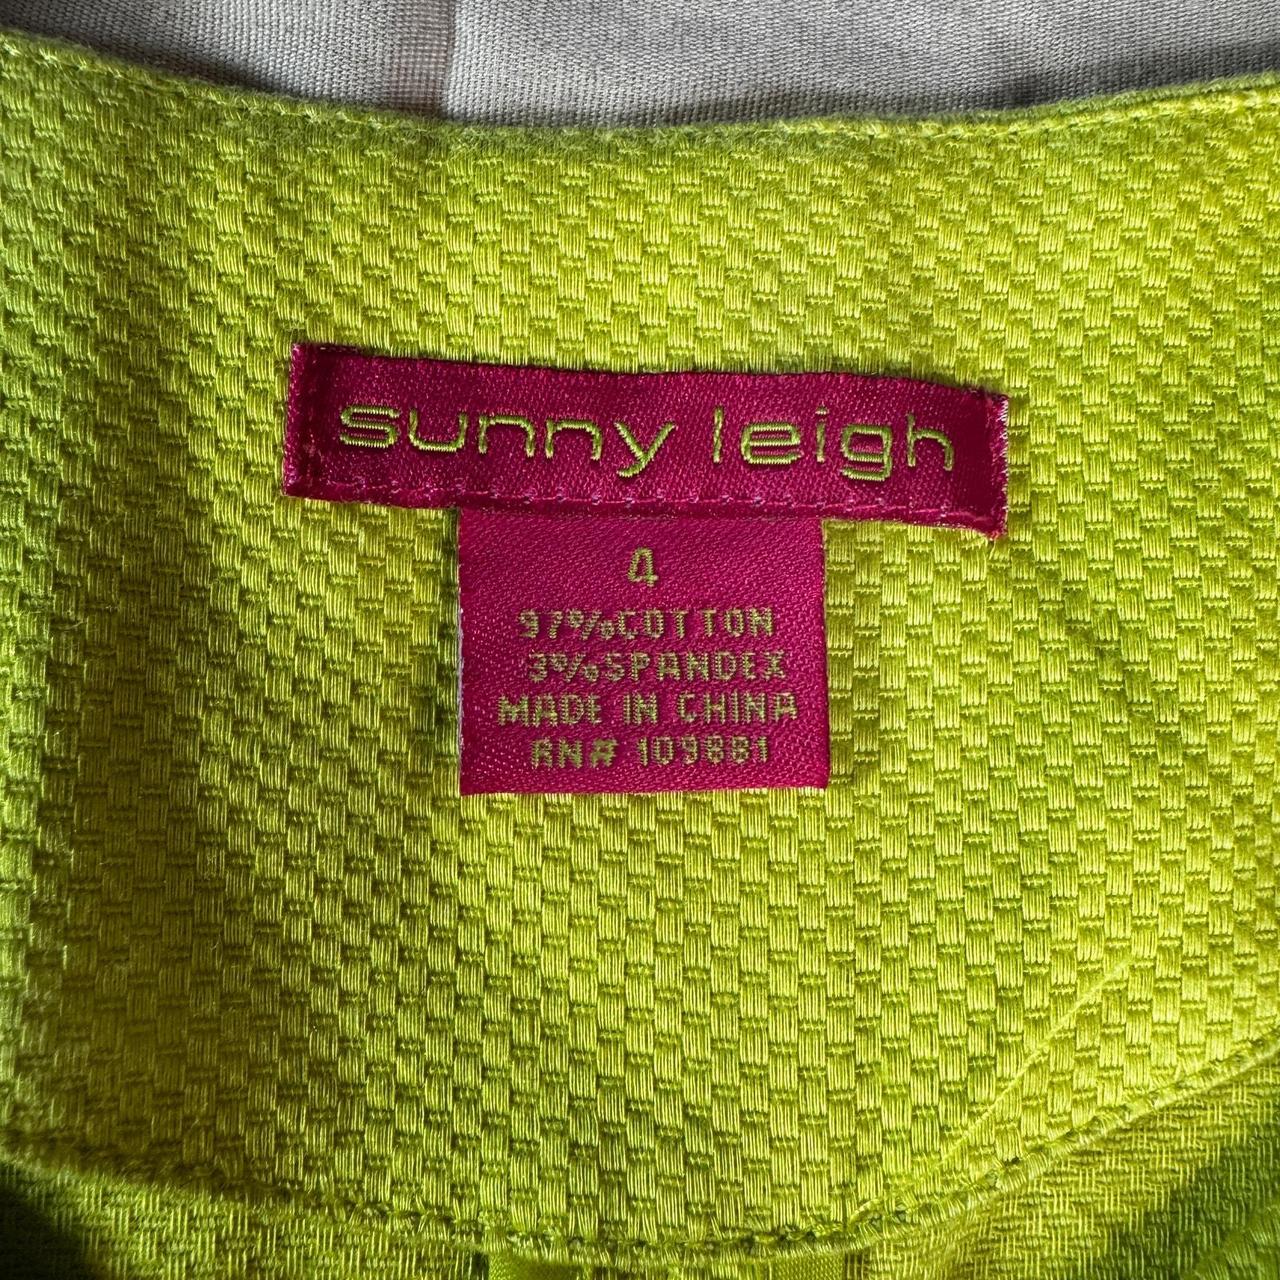 sunny leigh
4
97%COTTON
3%SPANDEX
MADE IN CHINA
RN# 109881